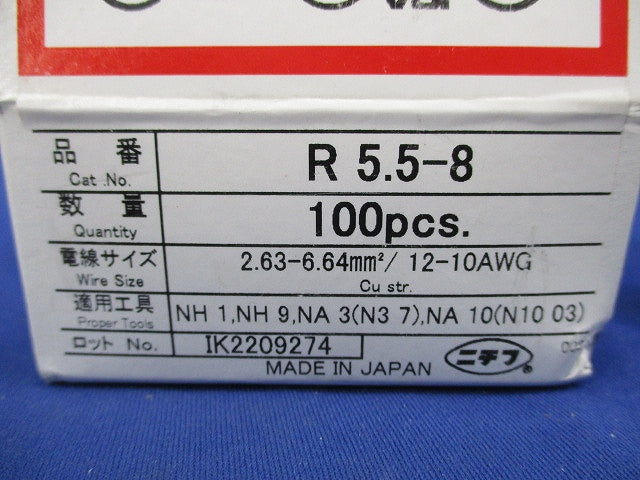 品番 R 5.5-8
Cat .No.
数量 100pcs.
Quantity
電線サイズ 2.63-6.64mm²/ 12-10AWG
Wire Size Cu str.
適用工具 NH 1,NH 9,NA 3(N3 7),NA 10(N10 03)
Proper Tools
ロット No. IK2209274
MADE IN JAPAN ニチフ ®